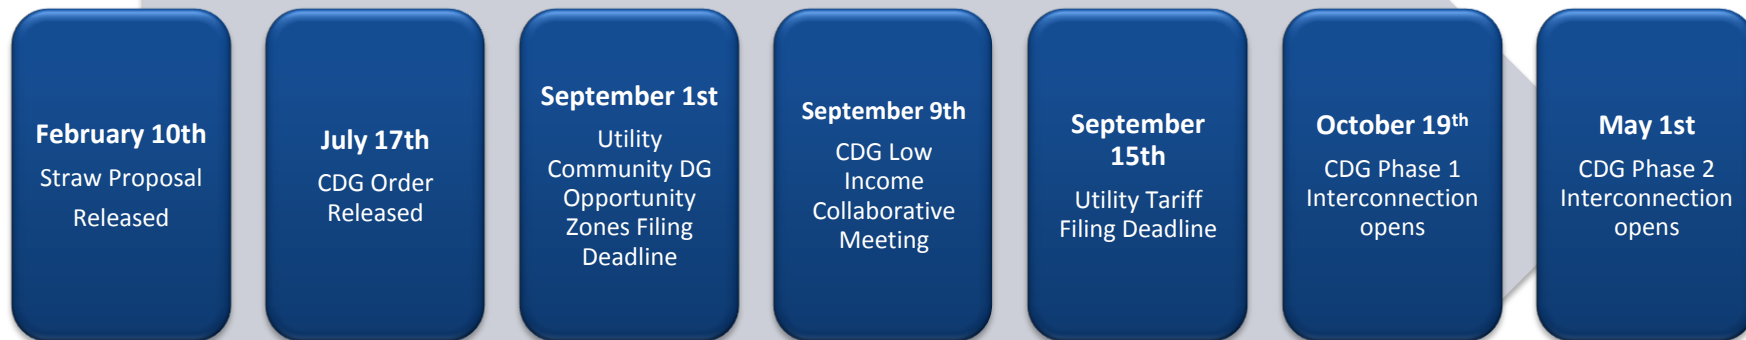 February 10th
Straw Proposal
Released
July 17th
CDG Order
Released
September 1st
Utility
Community DG
Opportunity
Zones Filing
Deadline
September 9th
CDG Low
Income
Collaborative
Meeting
September
15th
Utility Tariff
Filing Deadline
October 19th
CDG Phase 1
Interconnection
opens
May 1st
CDG Phase 2
Interconnection
opens